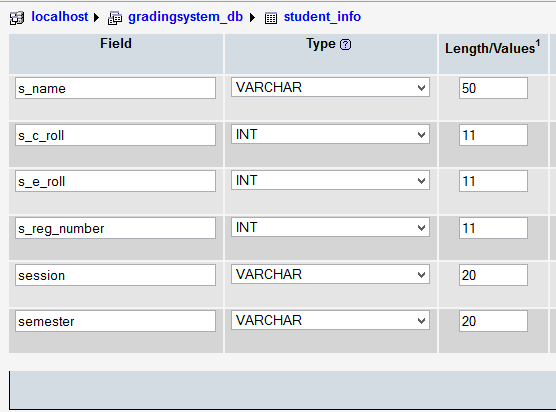 localhost gradingsystem_db student_info
Field Type Length/Values1
s_name VARCHAR 50
s_c_roll INT 11
s_e_roll INT 11
s_reg_number INT 11
session VARCHAR 20
semester VARCHAR 20